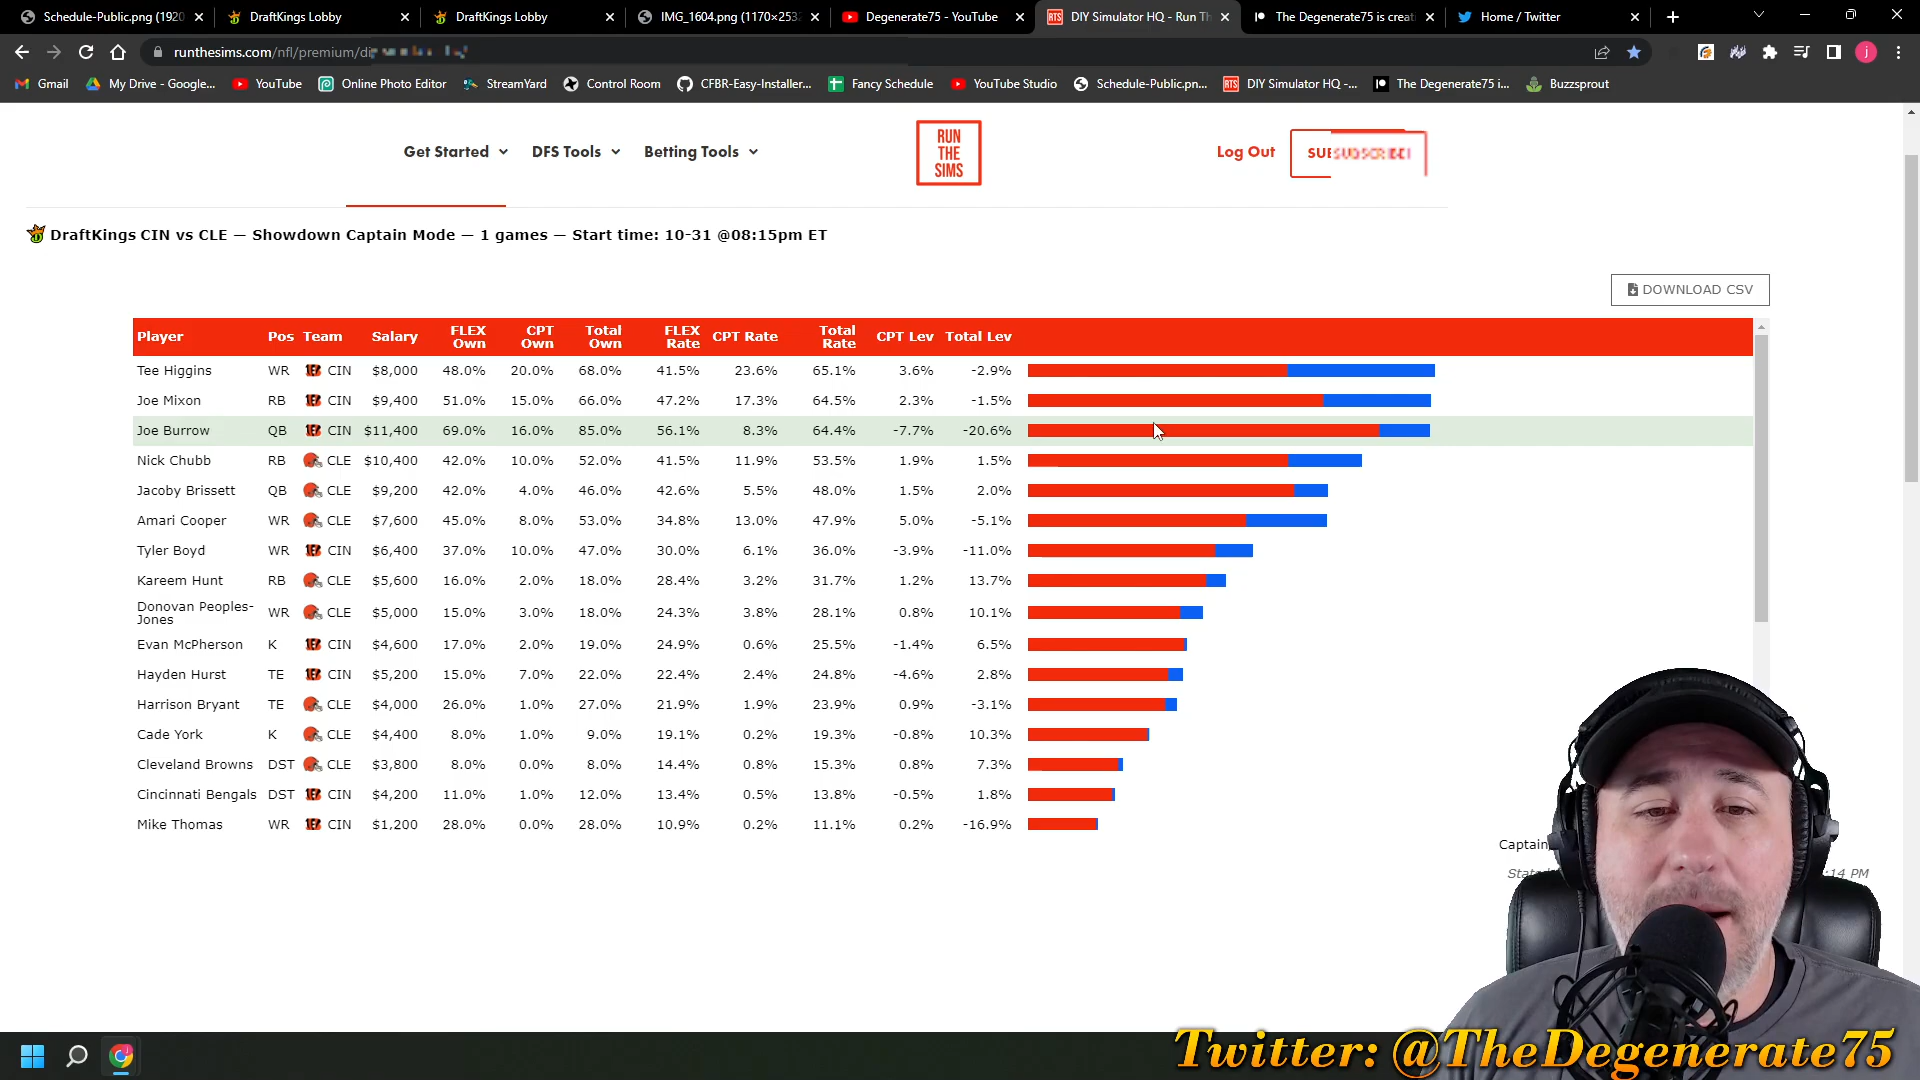 Schedule-Public.png (1920
DraftKings Lobby
DraftKings Lobby
IMG_1604.png (1170×2532
Degenerate75 - YouTube
DIY Simulator HQ - Run Th
The Degenerate75 is creati
Home / Twitter
runthesims.com/nfl/premium/di
Gmail
My Drive - Google...
YouTube
Online Photo Editor
StreamYard
Control Room
CFBR-Easy-Installer...
Fancy Schedule
YouTube Studio
Schedule-Public.pn...
DIY Simulator HQ -...
The Degenerate75 i...
Buzzsprout
Get Started
DFS Tools
Betting Tools
RUN
THE
SIMS
Log Out
DraftKings CIN vs CLE — Showdown Captain Mode — 1 games — Start time: 10-31 @08:15pm ET
DOWNLOAD CSV
Player Pos Team Salary FLEX Own CPT Own Total Own FLEX Rate CPT Rate Total Rate CPT Lev Total Lev
Tee Higgins WR CIN $8,000 48.0% 20.0% 68.0% 41.5% 23.6% 65.1% 3.6% -2.9%
Joe Mixon RB CIN $9,400 51.0% 15.0% 66.0% 47.2% 17.3% 64.5% 2.3% -1.5%
Joe Burrow QB CIN $11,400 69.0% 16.0% 85.0% 56.1% 8.3% 64.4% -7.7% -20.6%
Nick Chubb RB CLE $10,400 42.0% 10.0% 52.0% 41.5% 11.9% 53.5% 1.9% 1.5%
Jacoby Brissett QB CLE $9,200 42.0% 4.0% 46.0% 42.6% 5.5% 48.0% 1.5% 2.0%
Amari Cooper WR CLE $7,600 45.0% 8.0% 53.0% 34.8% 13.0% 47.9% 5.0% -5.1%
Tyler Boyd WR CIN $6,400 37.0% 10.0% 47.0% 30.0% 6.1% 36.0% -3.9% -11.0%
Kareem Hunt RB CLE $5,600 16.0% 2.0% 18.0% 28.4% 3.2% 31.7% 1.2% 13.7%
Donovan Peoples-
Jones WR CLE $5,000 15.0% 3.0% 18.0% 24.3% 3.8% 28.1% 0.8% 10.1%
Evan McPherson K CIN $4,600 17.0% 2.0% 19.0% 24.9% 0.6% 25.5% -1.4% 6.5%
Hayden Hurst TE CIN $5,200 15.0% 7.0% 22.0% 22.4% 2.4% 24.8% -4.6% 2.8%
Harrison Bryant TE CLE $4,000 26.0% 1.0% 27.0% 21.9% 1.9% 23.9% 0.9% -3.1%
Cade York K CLE $4,400 8.0% 1.0% 9.0% 19.1% 0.2% 19.3% -0.8% 10.3%
Cleveland Browns DST CLE $3,800 8.0% 0.0% 8.0% 14.4% 0.8% 15.3% 0.8% 7.3%
Cincinnati Bengals DST CIN $4,200 11.0% 1.0% 12.0% 13.4% 0.5% 13.8% -0.5% 1.8%
Mike Thomas WR CIN $1,200 28.0% 0.0% 28.0% 10.9% 0.2% 11.1% 0.2% -16.9%
Captain
:14 PM
Twitter: @TheDegenerate75